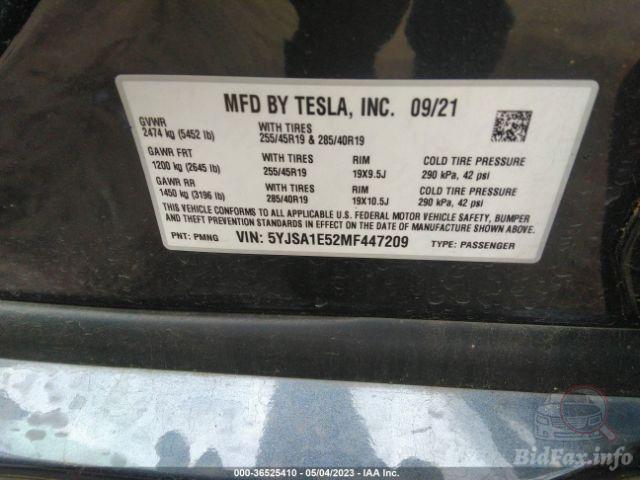 MFD BY TESLA, INC. 09/21
GVWR
2474 kg (5452 lb)
WITH TIRES
255/45R19 & 285/40R19
GAWR FRT
1200 kg (2645 lb)
WITH TIRES
255/45R19
RIM
19X9.5J
COLD TIRE PRESSURE
290 kPa, 42 psi
GAWR RR
1450 kg (3196 lb)
WITH TIRES
285/40R19
RIM
19X10.5J
COLD TIRE PRESSURE
290 kPa, 42 psi
THIS VEHICLE CONFORMS TO ALL APPLICABLE U.S. FEDERAL MOTOR VEHICLE SAFETY, BUMPER
AND THEFT PREVENTION STANDARDS IN EFFECT ON THE DATE OF MANUFACTURE SHOWN ABOVE.
PNT: PMNG VIN: 5YJSA1E52MF447209 TYPE: PASSENGER
BidFax.info
000-36525410 - 05/04/2023 - IAA Inc.